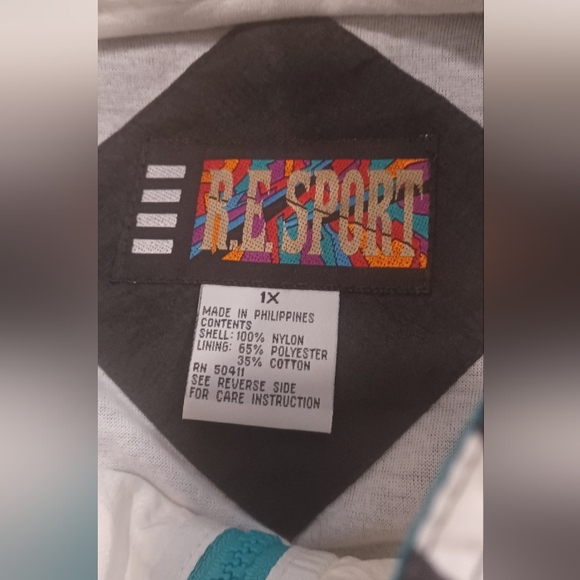 R.E. SPORT
1X
MADE IN PHILIPPINES
CONTENTS
SHELL: 100% NYLON
LINING: 65% POLYESTER
35% COTTON
RN 50411
SEE REVERSE SIDE
FOR CARE INSTRUCTION